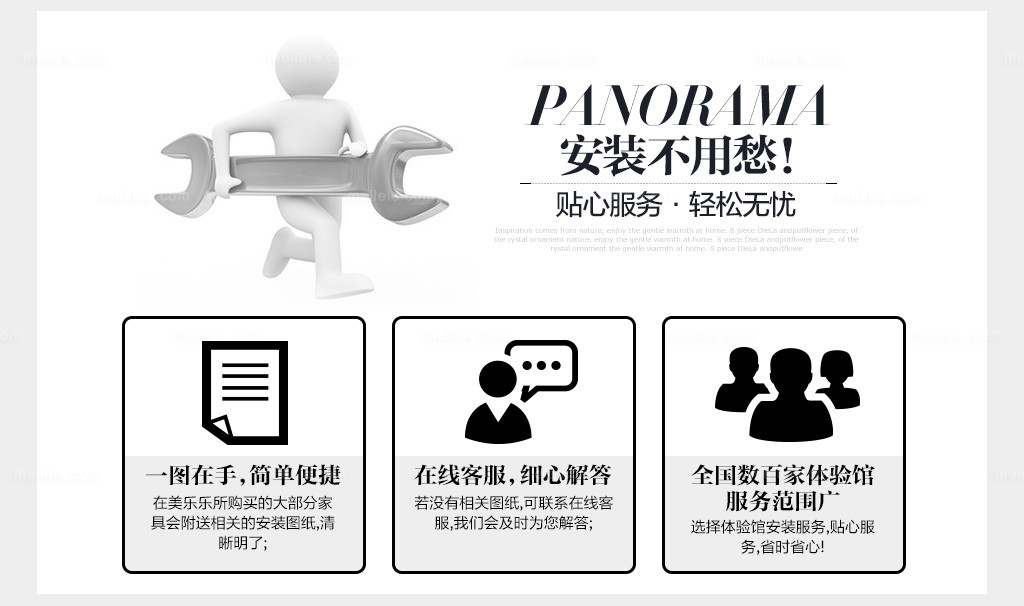 PANORAMA
安装不用愁!
贴心服务 · 轻松无忧
Inspiration comes from nature, enjoy the gentle warmth at home. 8 piece DieLa andputflower piece, of
the rystal ornament nature, enjoy the gentle warmth at home. 8 piece DieLa andputflower piece, of the
rystal ornament the gentle warmth at home. 8 piece DieLa andputflowe
一图在手,简单便捷
在美乐乐所购买的大部分家
具会附送相关的安装图纸,清
晰明了;
在线客服,细心解答
若没有相关图纸,可联系在线客
服,我们会及时为您解答;
全国数百家体验馆
服务范围广
选择体验馆安装服务,贴心服
务,省时省心!